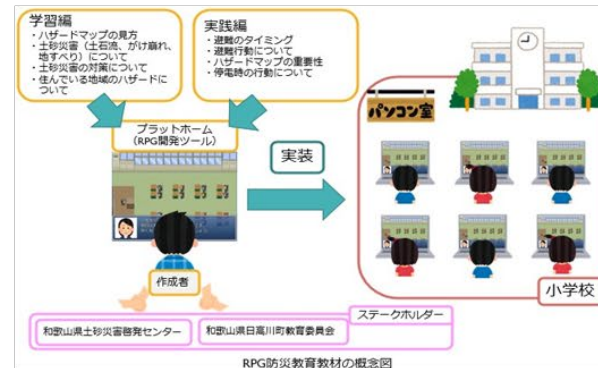 学習編
・ハザードマップの見方
・土砂災害（土石流、がけ崩れ、
地すべり）について
・土砂災害の対策について
・住んでいる地域のハザードに
ついて
実践編
・避難のタイミング
・避難行動について
・ハザードマップの重要性
・停電時の行動について
プラットホーム
（RPG開発ツール）
実装
パソコン室
作成者
小学校
ステークホルダー
和歌山県土砂災害啓発センター
和歌山県日高川町教育委員会
RPG防災教育教材の概念図